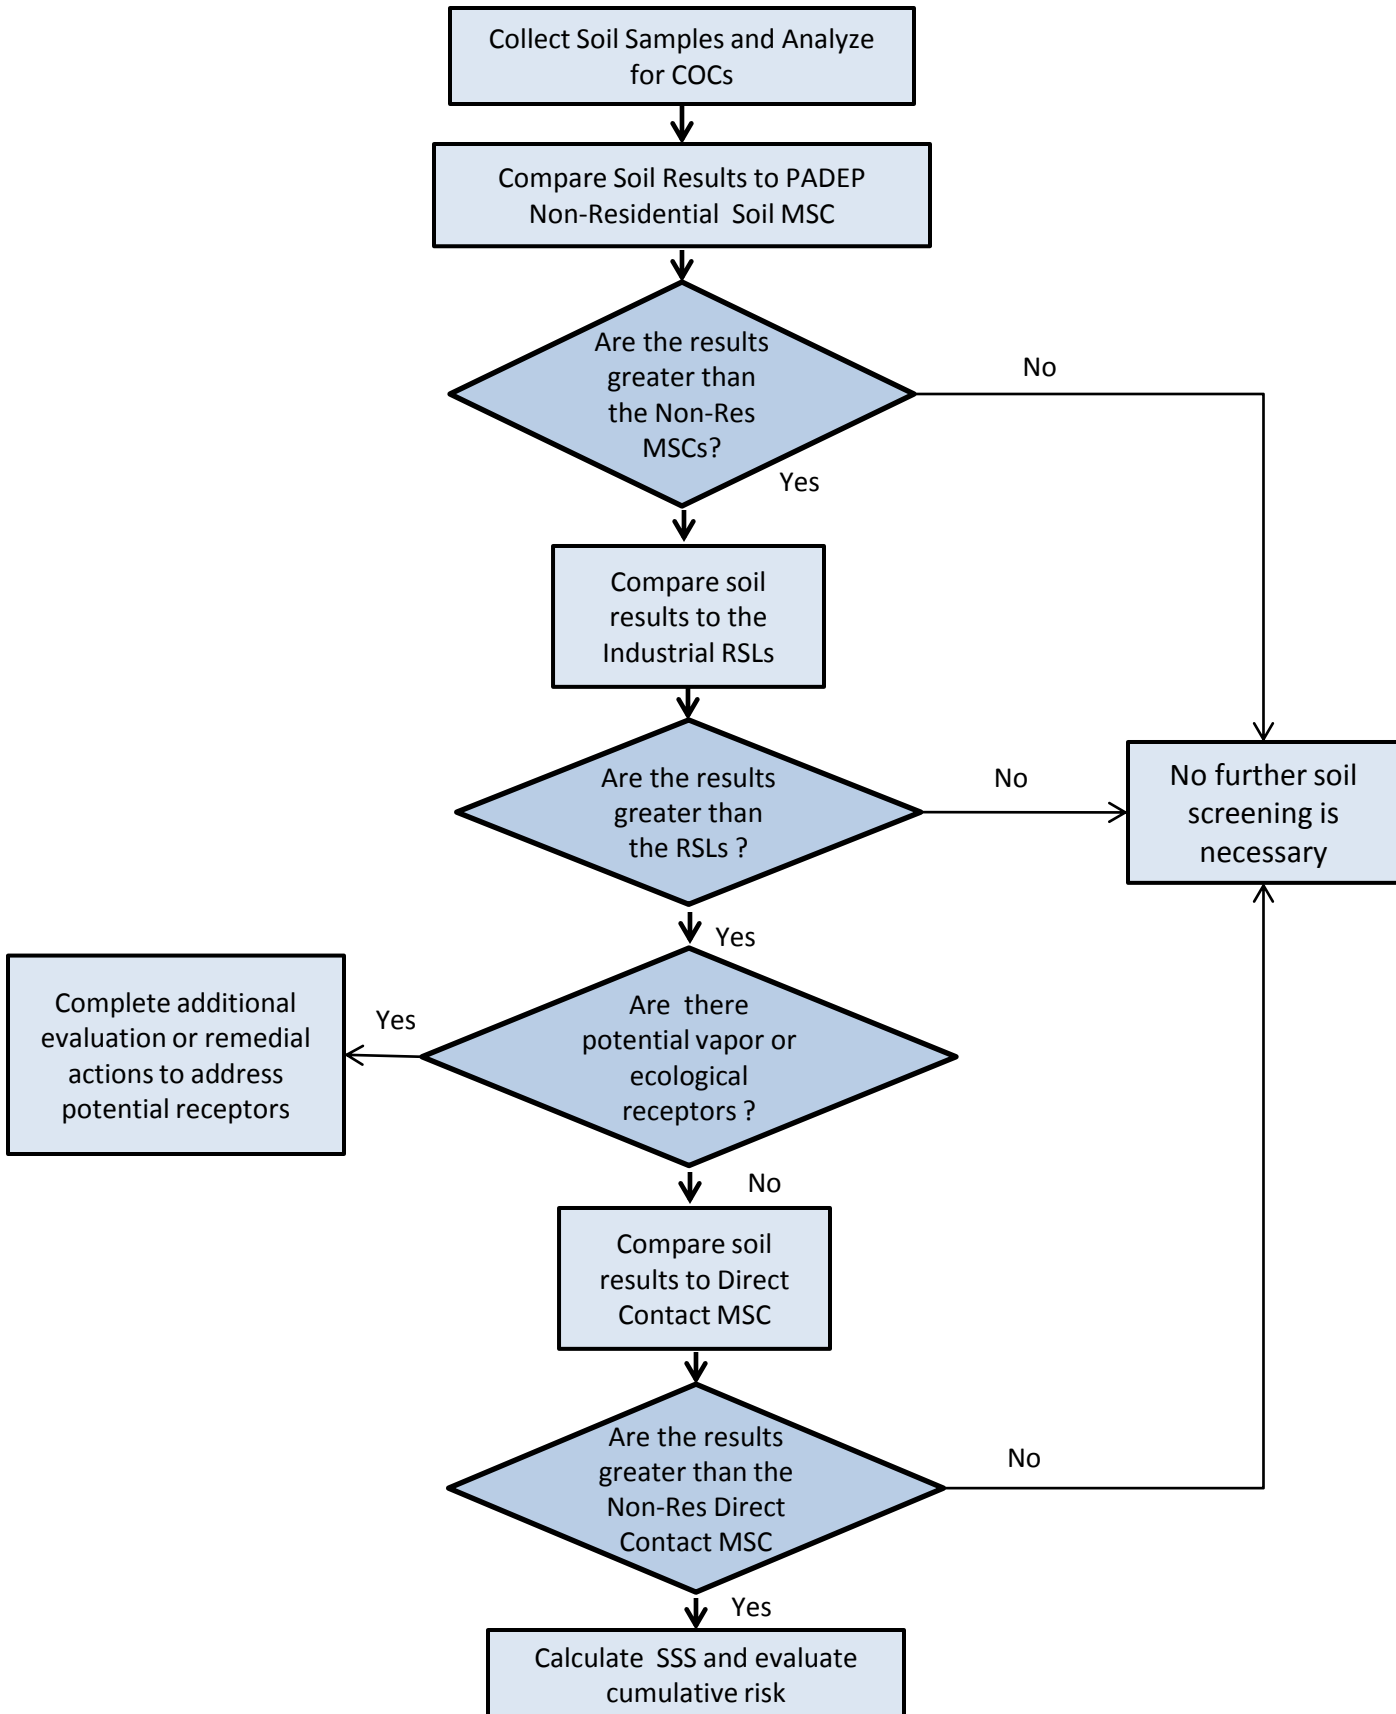 Collect Soil Samples and Analyze
for COCs
Compare Soil Results to PADEP
Non-Residential Soil MSC
Are the results
greater than
the Non-Res
MSCs?
No
Yes
Compare soil
results to the
Industrial RSLs
Are the results
greater than
the RSLs ?
No
No further soil
screening is
necessary
Yes
Are there
potential vapor or
ecological
receptors ?
Yes
Complete additional
evaluation or remedial
actions to address
potential receptors
No
Compare soil
results to Direct
Contact MSC
Are the results
greater than the
Non-Res Direct
Contact MSC
No
Yes
Calculate SSS and evaluate
cumulative risk